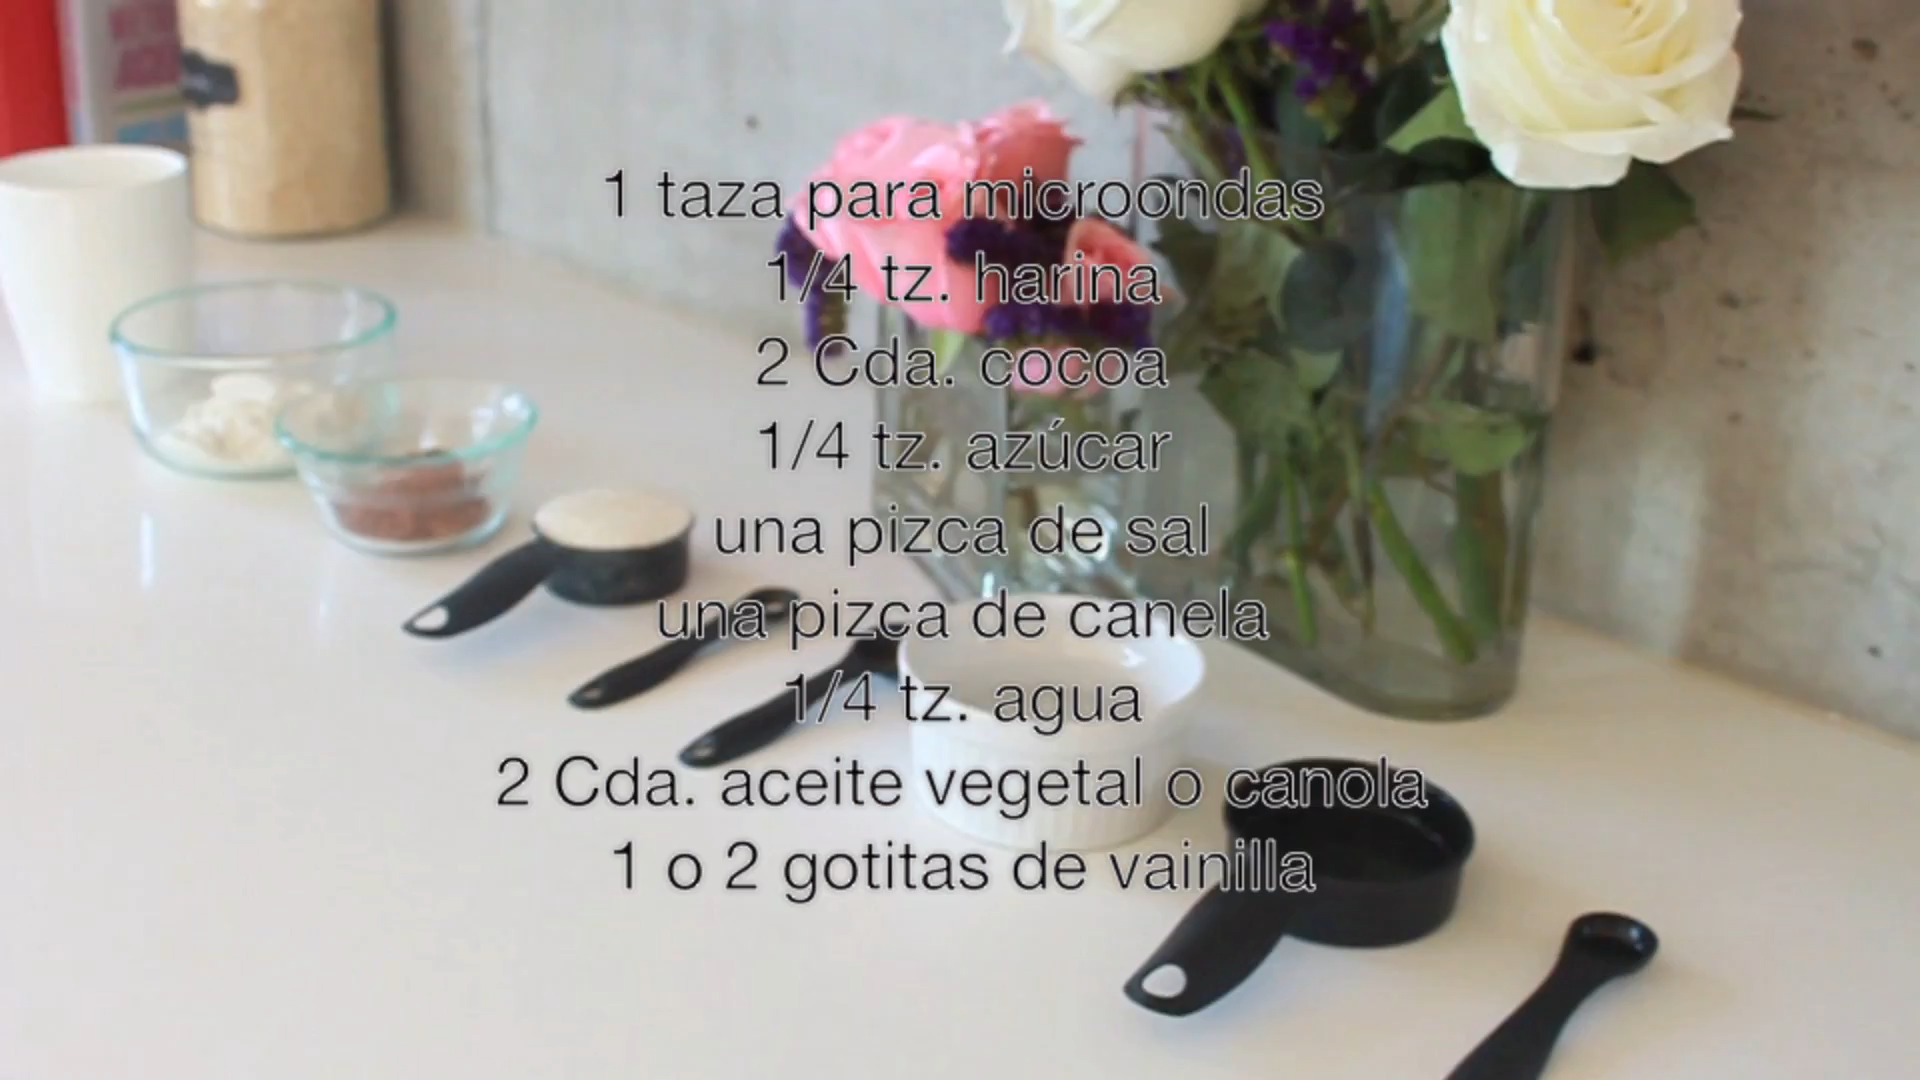 1 taza para microondas
1/4 tz. harina
2 Cda. cocoa
1/4 tz. azúcar
una pizca de sal
una pizca de canela
1/4 tz. agua
2 Cda. aceite vegetal o canola
1 o 2 gotitas de vainilla